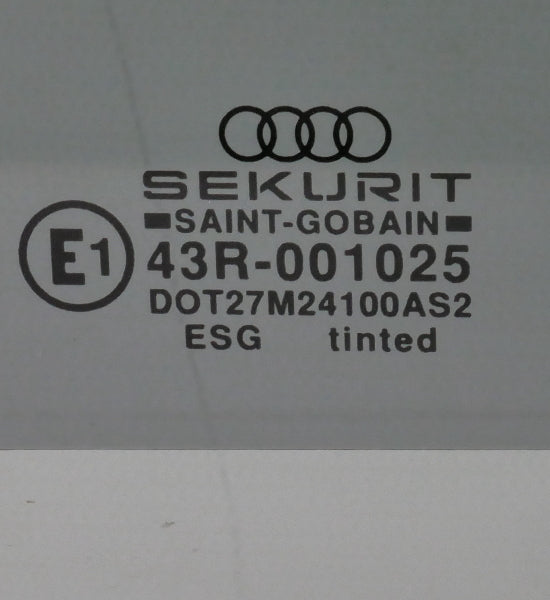 SEKURIT
SAINT-GOBAIN
E1
43R-001025
DOT27M24100AS2
ESG tinted